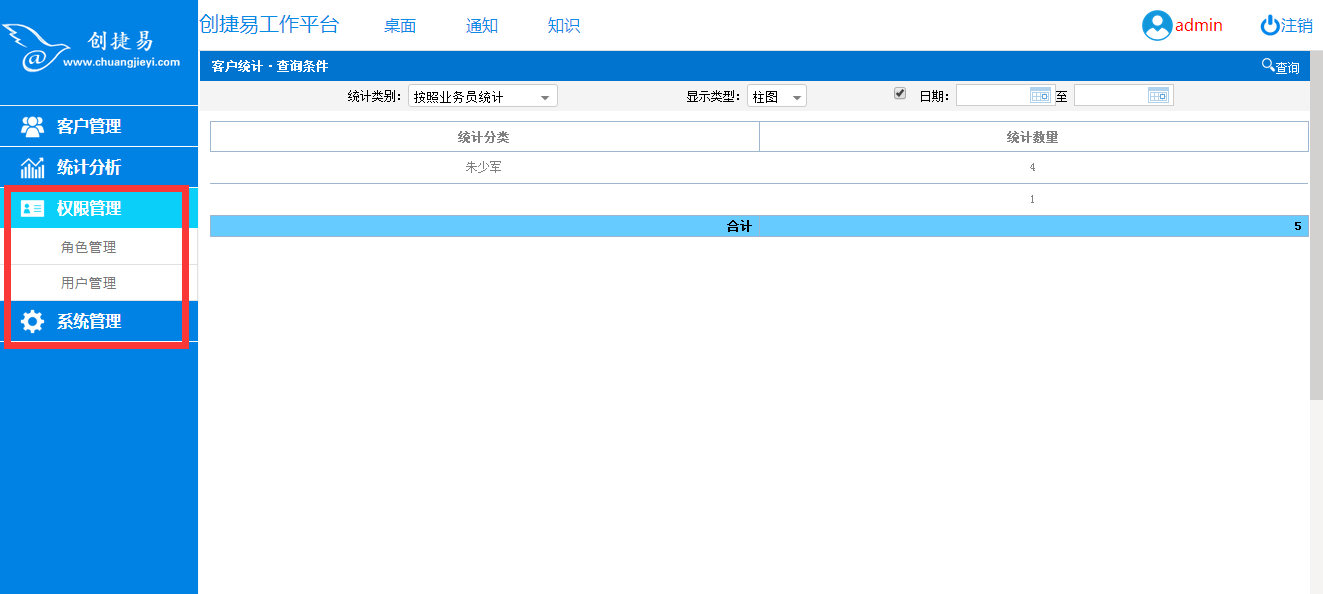 创捷易
www.chuangjieyi.com
创捷易工作平台 桌面 通知 知识 admin 注销
客户管理
统计分析
权限管理
角色管理
用户管理
系统管理
客户统计 - 查询条件 查询
统计类别： 按照业务员统计 显示类型： 柱图 日期： 至
统计分类 统计数量
朱少军 4
1
合计 5